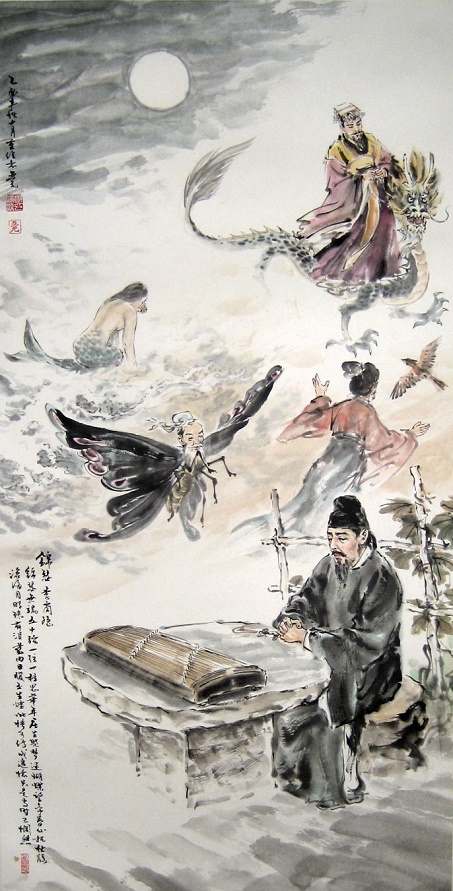 錦瑟 李商隐
錦瑟無端五十弦一弦一柱思華年庄生曉夢迷蝴蝶望帝春心托杜鵑
滄海月明珠有淚藍田日暖玉生烟此情可待成追憶只是當時已惘然